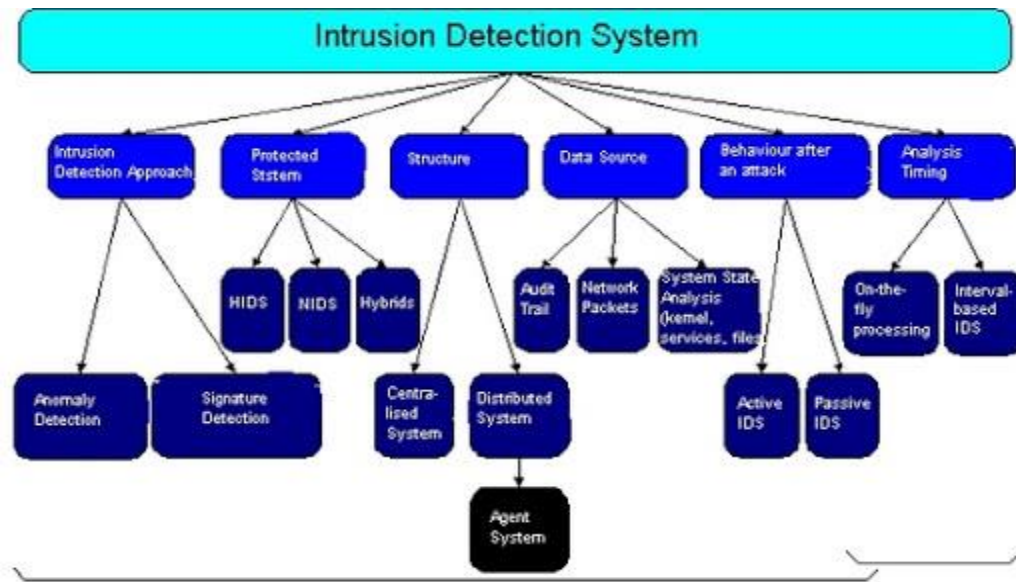 Intrusion Detection System
Intrusion
Detection Approach
Protected
Ststem
Structure
Data Source
Behaviour after
an attack
Analysis
Timing
HIDS
NIDS
Hybrids
Audit
Trail
Network
Packets
System State
Analysis
(kernel,
services, files
On-the-
fly
processing
Interval-
based
IDS
Anomaly
Detection
Signature
Detection
Centra-
lised
System
Distributed
System
Active
IDS
Passive
IDS
Agent
System